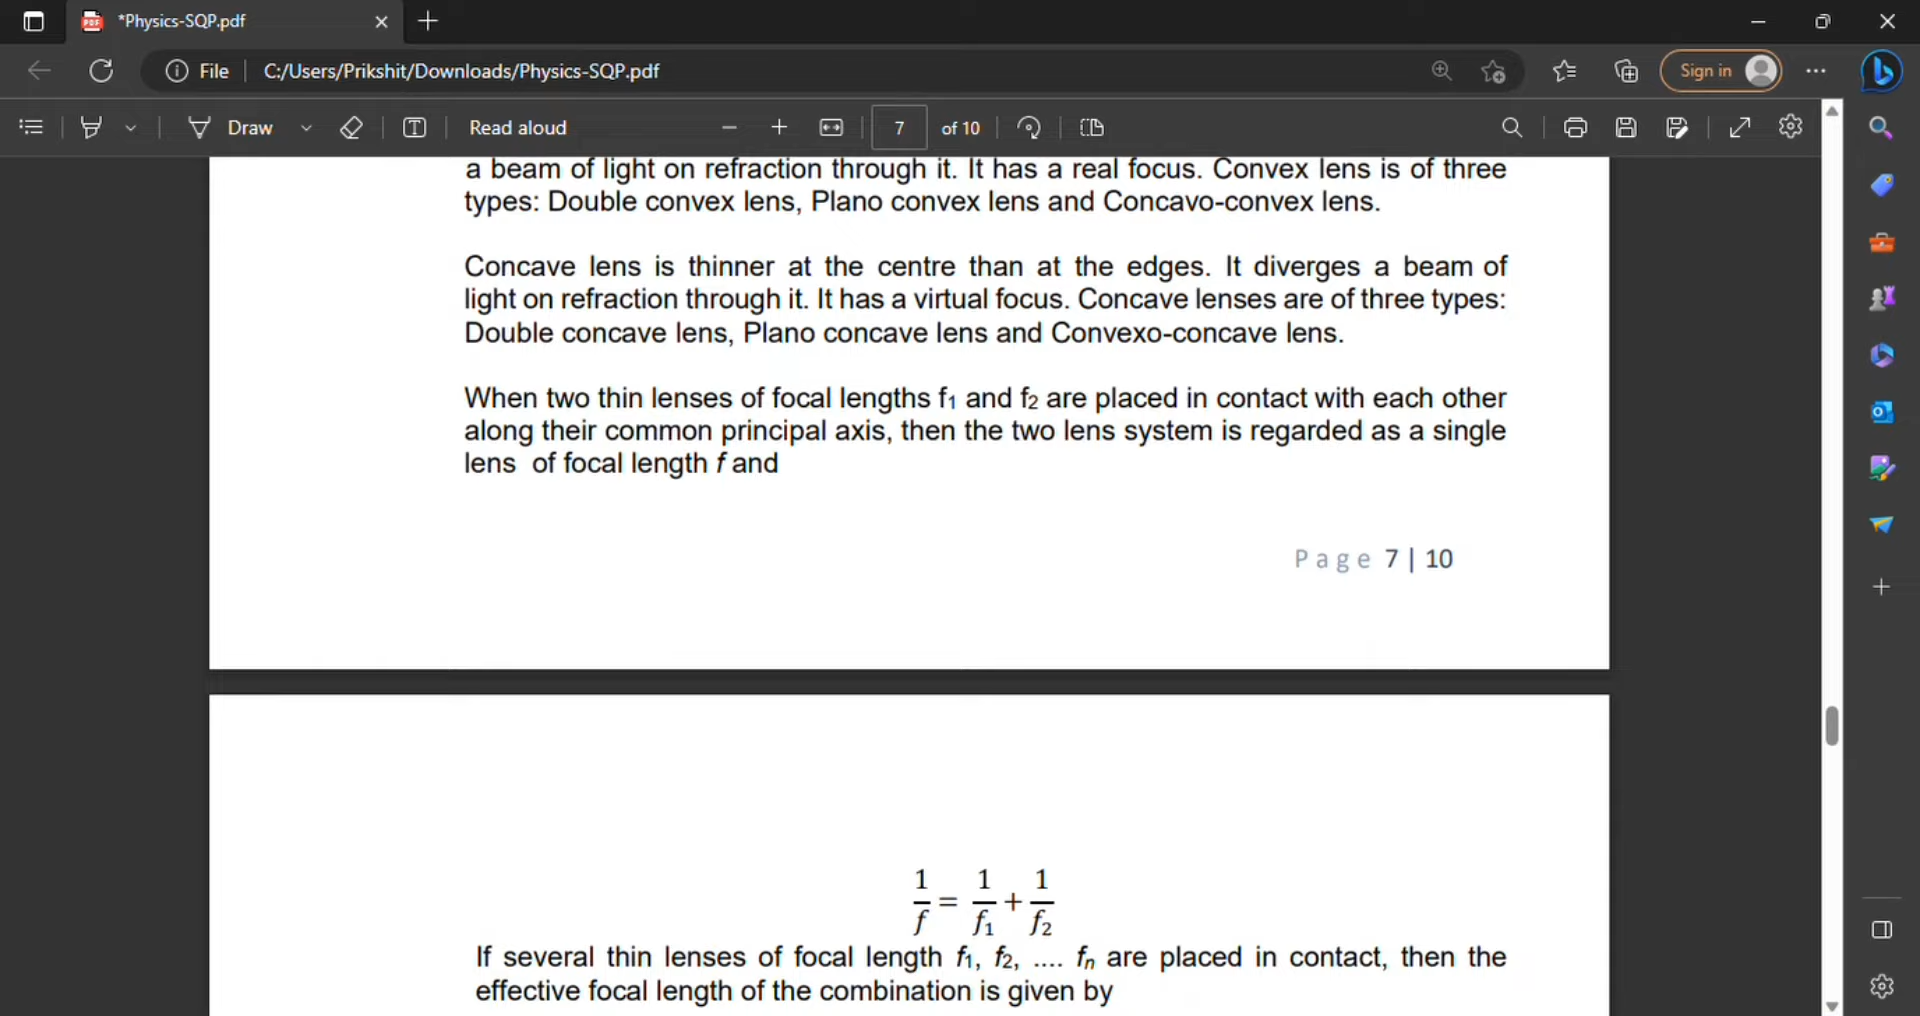 *Physics-SQP.pdf
File C:/Users/Prikshit/Downloads/Physics-SQP.pdf Sign in
Draw Read aloud 7 of 10
a beam of light on refraction through it. It has a real focus. Convex lens is of three
types: Double convex lens, Plano convex lens and Concavo-convex lens.
Concave lens is thinner at the centre than at the edges. It diverges a beam of
light on refraction through it. It has a virtual focus. Concave lenses are of three types:
Double concave lens, Plano concave lens and Convexo-concave lens.
When two thin lenses of focal lengths f₁ and f₂ are placed in contact with each other
along their common principal axis, then the two lens system is regarded as a single
lens of focal length f and
Page 7 | 10
1/f = 1/f₁ + 1/f₂
If several thin lenses of focal length f₁, f₂, .... fₙ are placed in contact, then the
effective focal length of the combination is given by